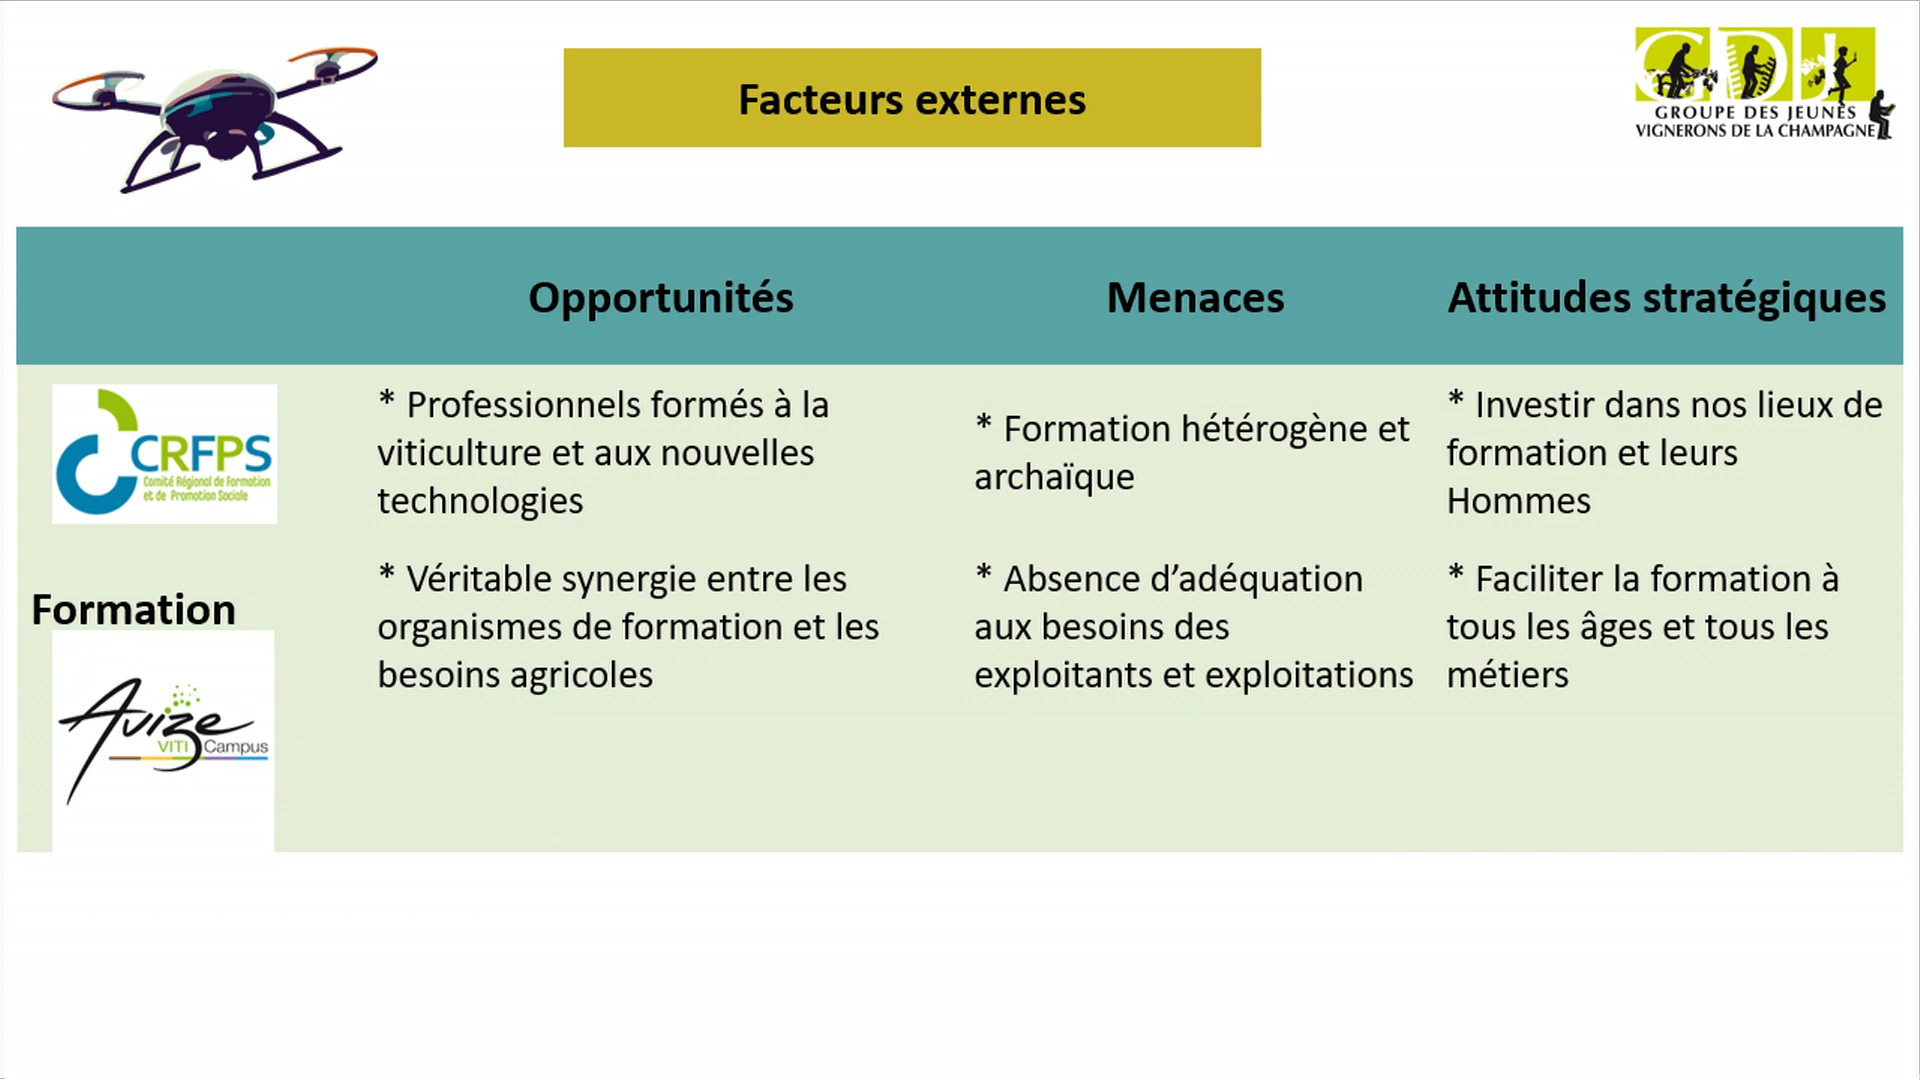 Facteurs externes
GDJ
GROUPE DES JEUNES
VIGNERONS DE LA CHAMPAGNE
Opportunités
Menaces
Attitudes stratégiques
CRFPS
Comité Régional de Formation
et de Promotion Sociale
Formation
Avize
VITI Campus
* Professionnels formés à la
viticulture et aux nouvelles
technologies
* Véritable synergie entre les
organismes de formation et les
besoins agricoles
* Formation hétérogène et
archaïque
* Absence d’adéquation
aux besoins des
exploitants et exploitations
* Investir dans nos lieux de
formation et leurs
Hommes
* Faciliter la formation à
tous les âges et tous les
métiers